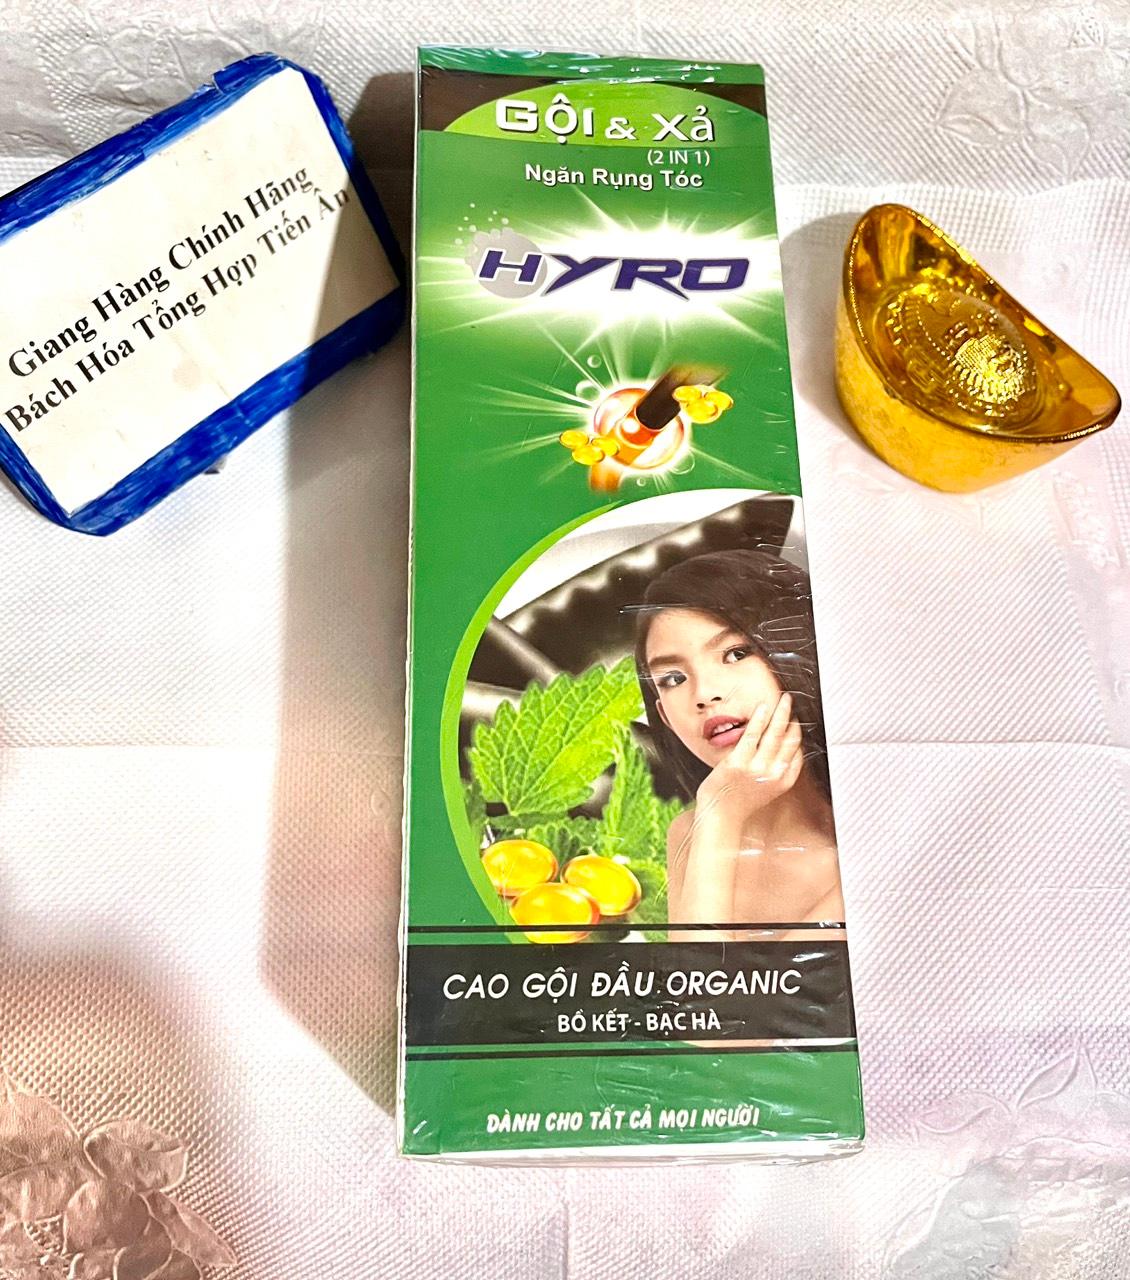 Giang Hàng Chính Hãng
Bách Hóa Tổng Hợp Tiến Ân
GỘI & Xả
(2 IN 1)
Ngăn Rụng Tóc
HYRO
CAO GỘI ĐẦU ORGANIC
BỒ KẾT - BẠC HÀ
DÀNH CHO TẤT CẢ MỌI NGƯỜI